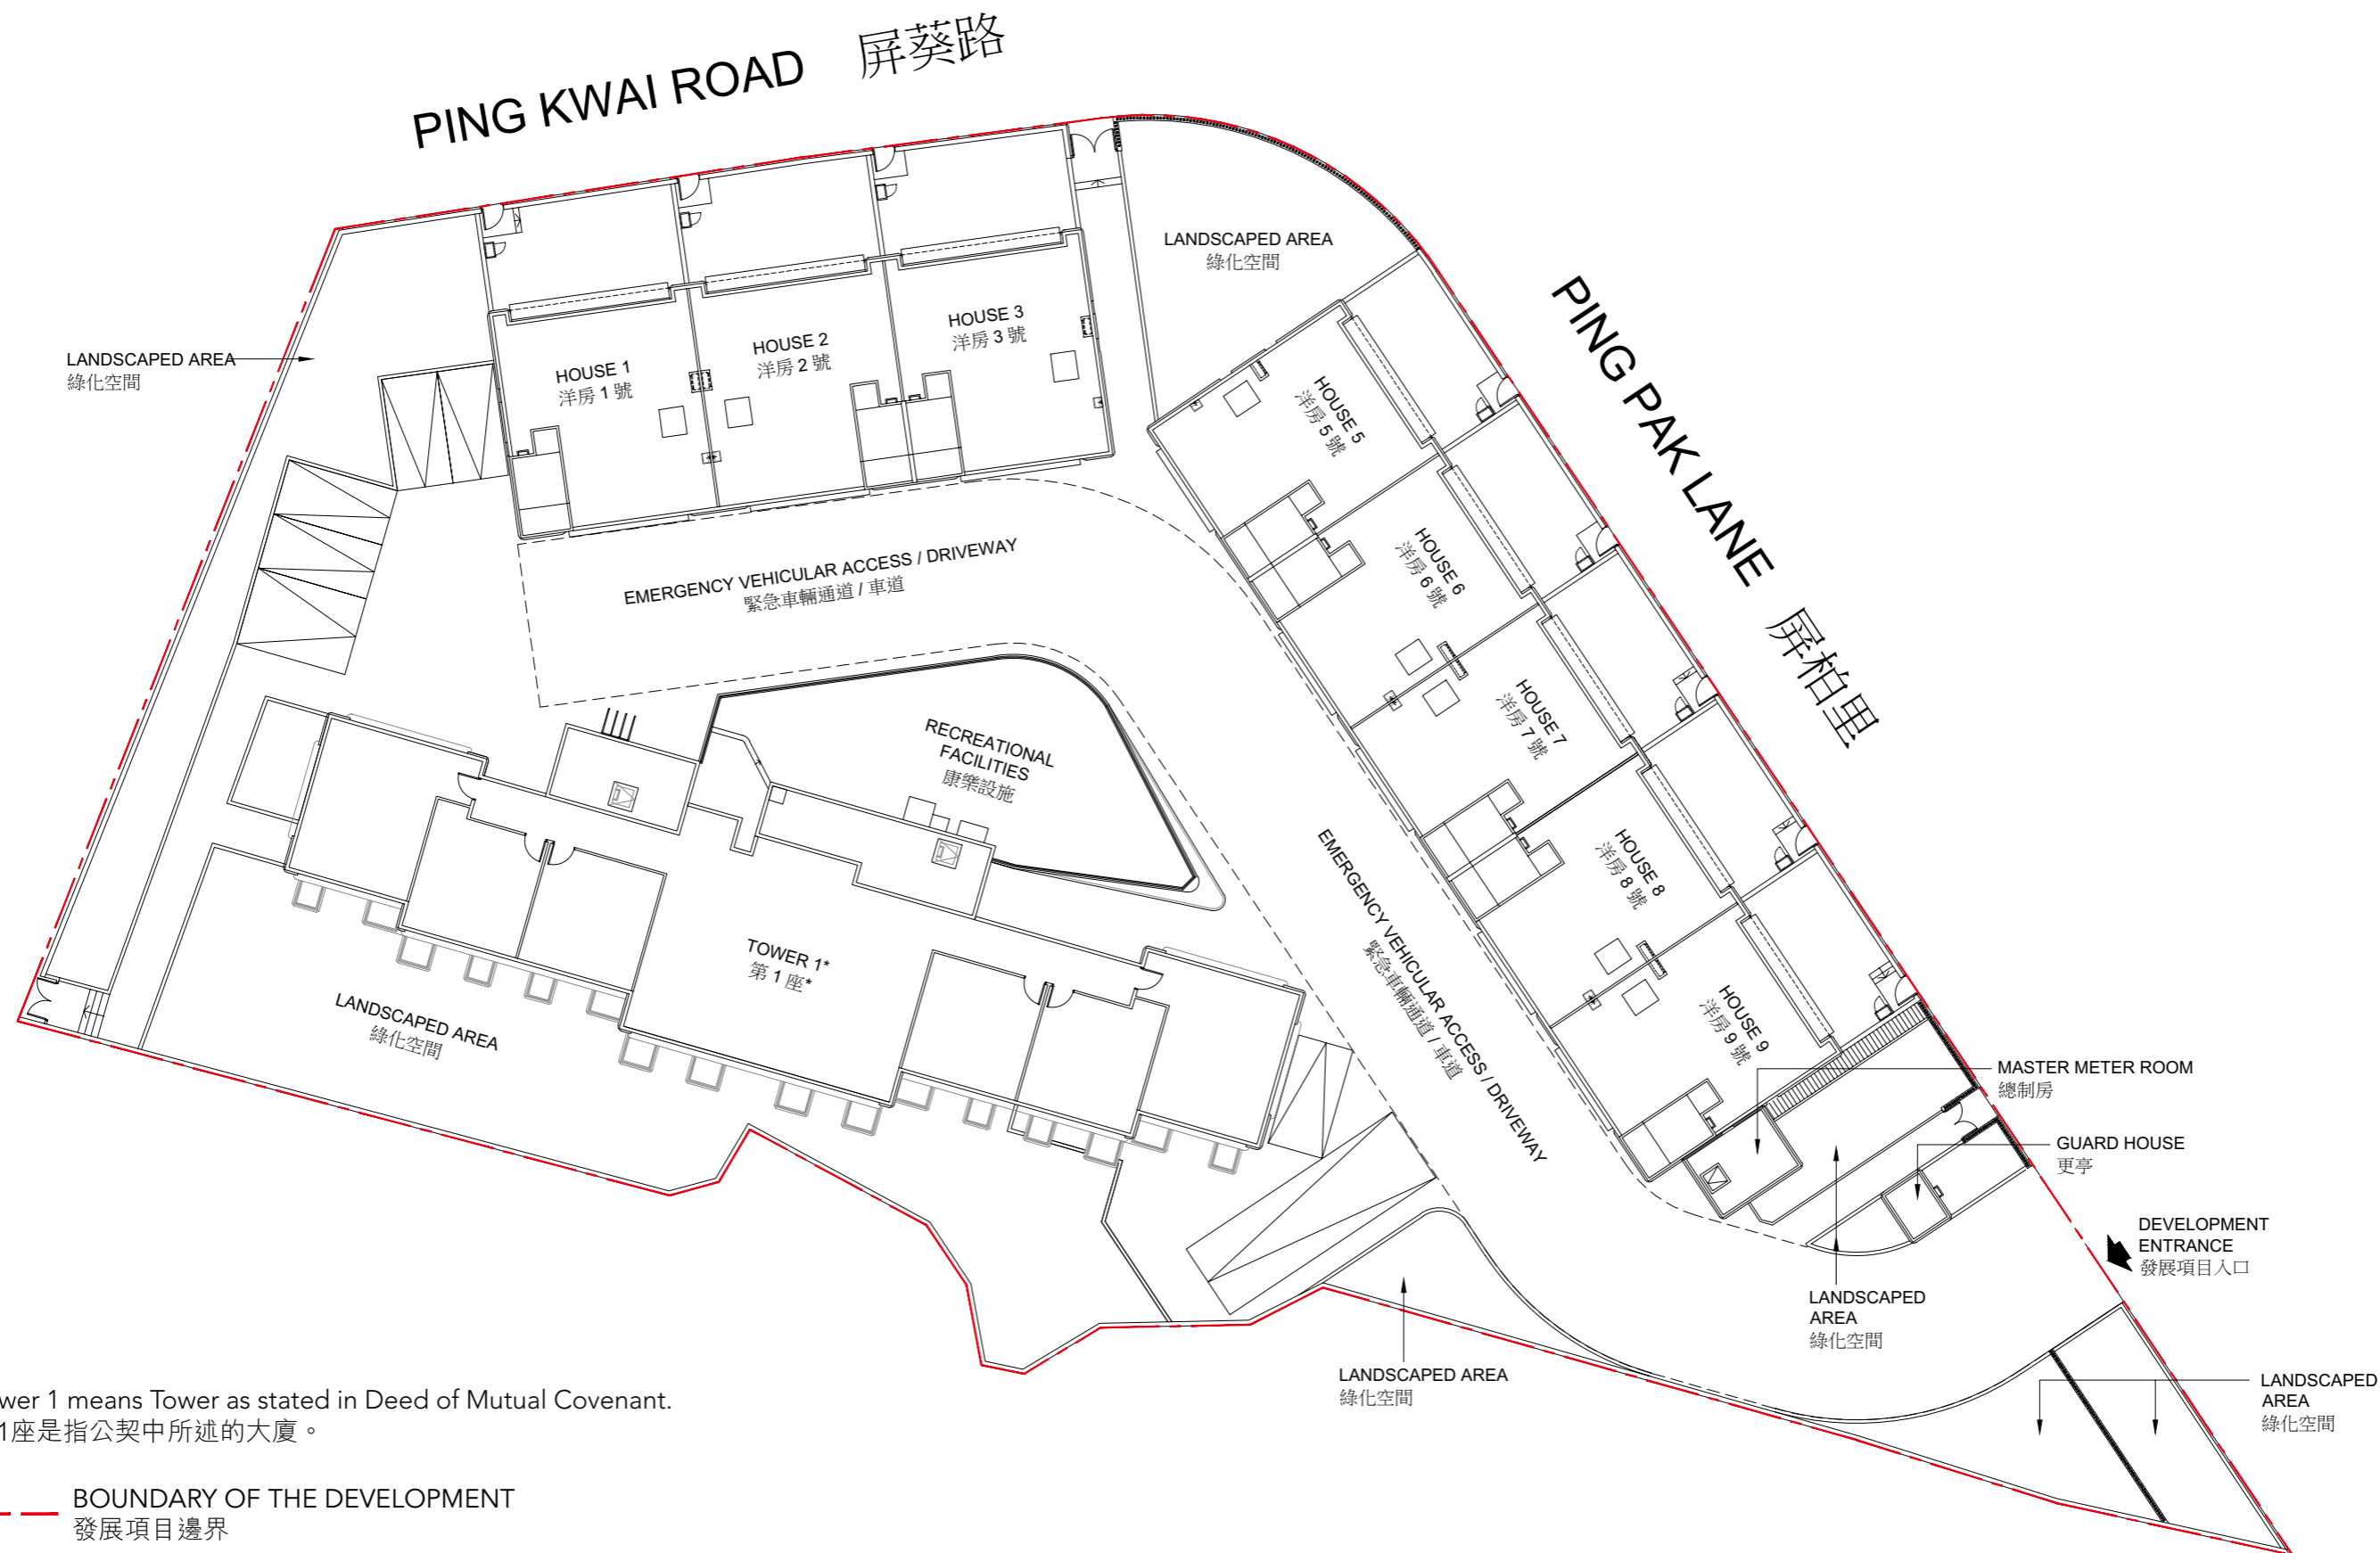 PING KWAI ROAD 屏葵路
LANDSCAPED AREA
綠化空間
LANDSCAPED AREA
綠化空間
HOUSE 1
洋房 1 號
HOUSE 2
洋房 2 號
HOUSE 3
洋房 3 號
PING PAK LANE 屏柏里
HOUSE 5
洋房 5 號
HOUSE 6
洋房 6 號
HOUSE 7
洋房 7 號
HOUSE 8
洋房 8 號
HOUSE 9
洋房 9 號
EMERGENCY VEHICULAR ACCESS / DRIVEWAY
緊急車輛通道 / 車道
RECREATIONAL
FACILITIES
康樂設施
EMERGENCY VEHICULAR ACCESS / DRIVEWAY
緊急車輛通道 / 車道
TOWER 1*
第 1 座*
LANDSCAPED AREA
綠化空間
MASTER METER ROOM
總制房
GUARD HOUSE
更亭
DEVELOPMENT
ENTRANCE
發展項目入口
LANDSCAPED
AREA
綠化空間
LANDSCAPED AREA
綠化空間
LANDSCAPED
AREA
綠化空間
wer 1 means Tower as stated in Deed of Mutual Covenant.
1座是指公契中所述的大廈。
BOUNDARY OF THE DEVELOPMENT
發展項目邊界